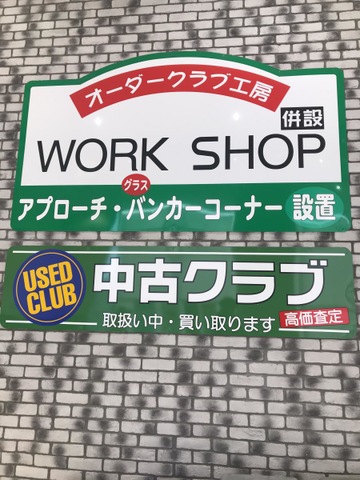 オーダークラブ工房
併設
WORK SHOP
グラス
アプローチ・バンカーコーナー 設置
USED
CLUB
中古クラブ
取扱い中・買い取ります 高価査定